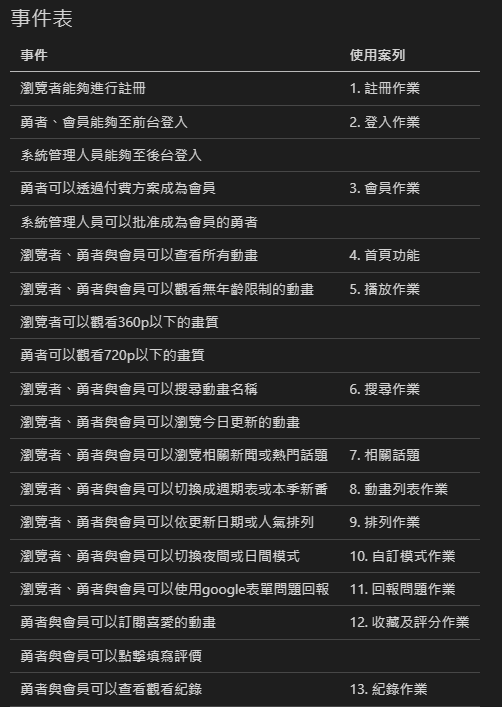 事件表
事件 使用案列
瀏覽者能夠進行註冊 1. 註冊作業
勇者、會員能夠至前台登入 2. 登入作業
系統管理人員能夠至後台登入
勇者可以透過付費方案成為會員 3. 會員作業
系統管理人員可以批准成為會員的勇者
瀏覽者、勇者與會員可以查看所有動畫 4. 首頁功能
瀏覽者、勇者與會員可以觀看無年齡限制的動畫 5. 播放作業
瀏覽者可以觀看360p以下的畫質
勇者可以觀看720p以下的畫質
瀏覽者、勇者與會員可以搜尋動畫名稱 6. 搜尋作業
瀏覽者、勇者與會員可以瀏覽今日更新的動畫
瀏覽者、勇者與會員可以瀏覽相關新聞或熱門話題 7. 相關話題
瀏覽者、勇者與會員可以切換成週期表或本季新番 8. 動畫列表作業
瀏覽者、勇者與會員可以依更新日期或人氣排列 9. 排列作業
瀏覽者、勇者與會員可以切換夜間或日間模式 10. 自訂模式作業
瀏覽者、勇者與會員可以使用google表單問題回報 11. 回報問題作業
勇者與會員可以訂閱喜愛的動畫 12. 收藏及評分作業
勇者與會員可以點擊填寫評價
勇者與會員可以查看觀看紀錄 13. 紀錄作業